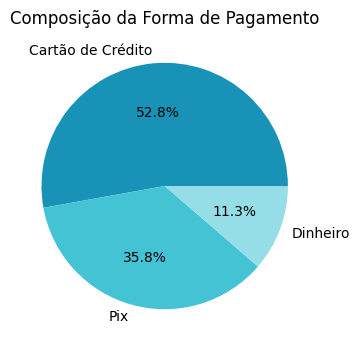 Composição da Forma de Pagamento
Cartão de Crédito
52.8%
11.3%
Dinheiro
35.8%
Pix